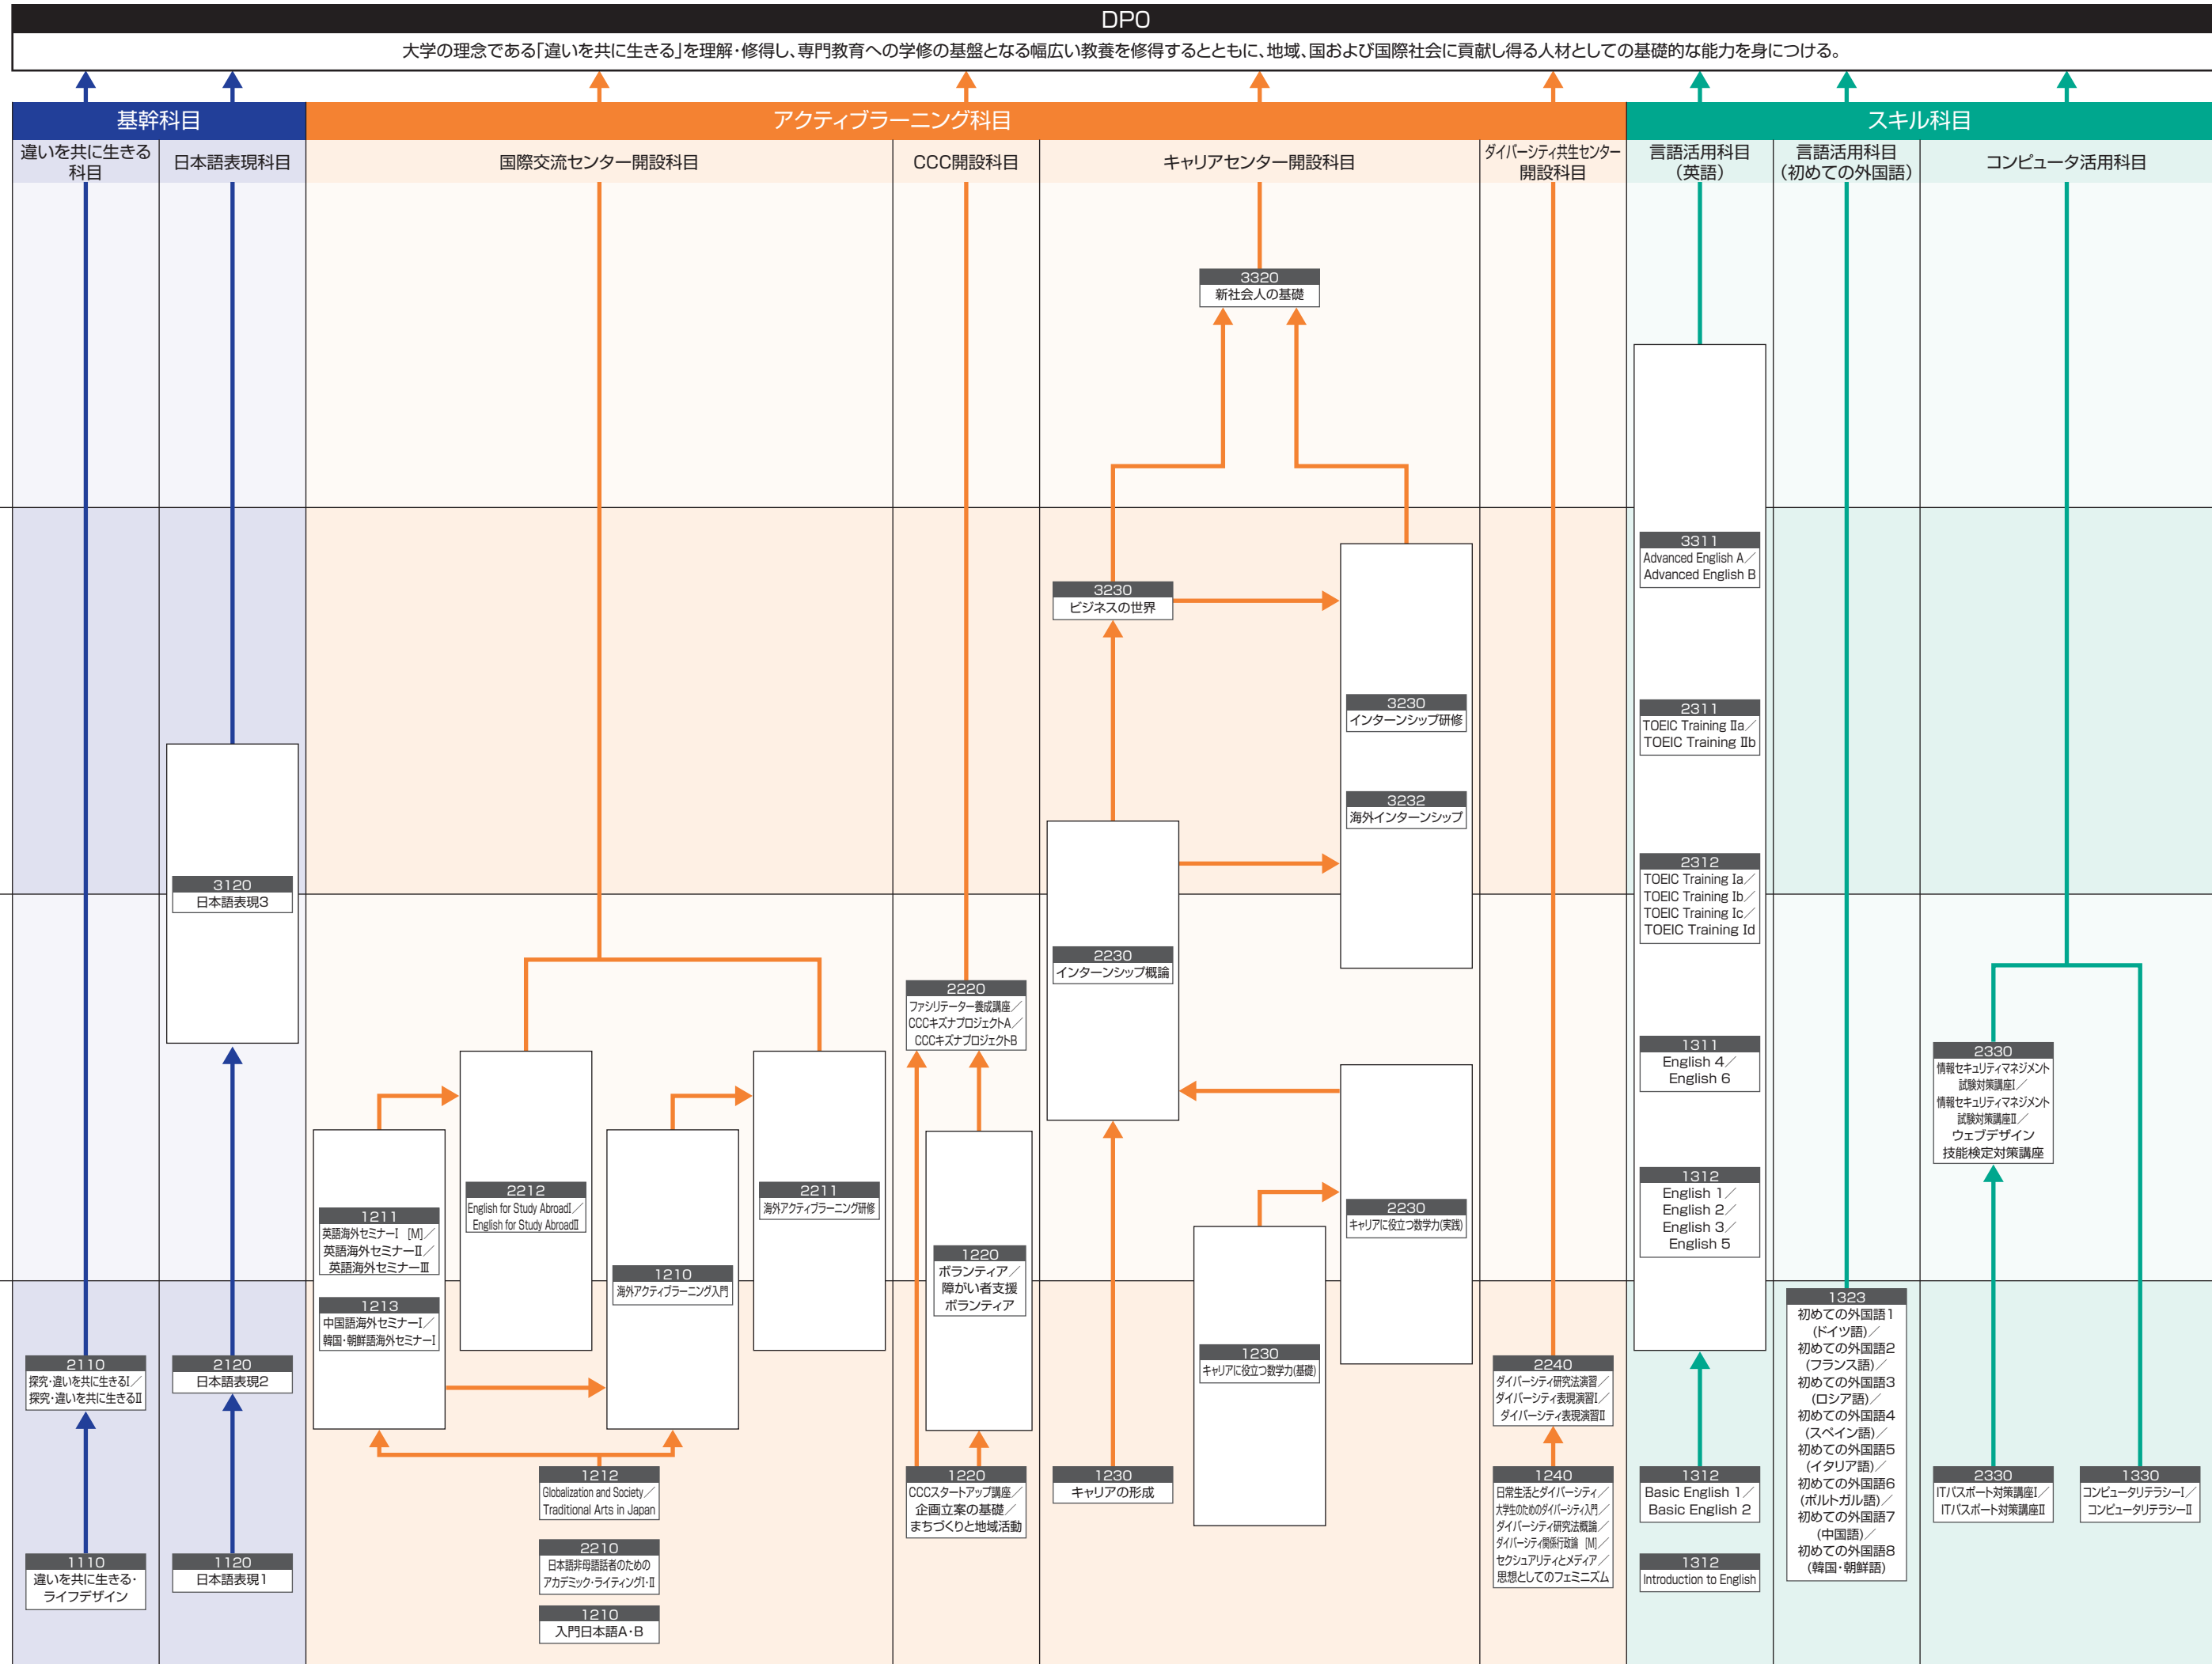 DP0
大学の理念である「違いを共に生きる」を理解・修得し、専門教育への学修の基盤となる幅広い教養を修得するとともに、地域、国および国際社会に貢献し得る人材としての基礎的な能力を身につける。
基幹科目
アクティブラーニング科目
スキル科目
違いを共に生きる
科目
日本語表現科目
国際交流センター開設科目
CCC開設科目
キャリアセンター開設科目
ダイバーシティ共生センター
開設科目
言語活用科目
（英語）
言語活用科目
（初めての外国語）
コンピュータ活用科目
2110
探究・違いを共に生きるⅠ／
探究・違いを共に生きるⅡ
1110
違いを共に生きる・
ライフデザイン
3120
日本語表現3
2120
日本語表現2
1120
日本語表現1
1211
英語海外セミナーⅠ [M]／
英語海外セミナーⅡ／
英語海外セミナーⅢ
1213
中国語海外セミナーⅠ／
韓国・朝鮮語海外セミナーⅠ
2212
English for Study AbroadⅠ／
English for Study AbroadⅡ
1210
海外アクティブラーニング入門
2211
海外アクティブラーニング研修
1212
Globalization and Society／
Traditional Arts in Japan
2210
日本語非母語話者のための
アカデミック・ライティングⅠ・Ⅱ
1210
入門日本語A・B
2220
ファシリテーター養成講座／
CCCキズナプロジェクトA／
CCCキズナプロジェクトB
1220
ボランティア／
障がい者支援
ボランティア
1220
CCCスタートアップ講座／
企画立案の基礎／
まちづくりと地域活動
3320
新社会人の基礎
3230
ビジネスの世界
3230
インターンシップ研修
3232
海外インターンシップ
2230
インターンシップ概論
2230
キャリアに役立つ数学力(実践)
1230
キャリアに役立つ数学力(基礎)
1230
キャリアの形成
2240
ダイバーシティ研究法演習／
ダイバーシティ表現演習Ⅰ／
ダイバーシティ表現演習Ⅱ
1240
日常生活とダイバーシティ／
大学生のためのダイバーシティ入門／
ダイバーシティ研究法概論／
ダイバーシティ関係行政論 [M]／
セクシュアリティとメディア／
思想としてのフェミニズム
3311
Advanced English A／
Advanced English B
2311
TOEIC Training Ⅱa／
TOEIC Training Ⅱb
2312
TOEIC Training Ⅰa／
TOEIC Training Ⅰb／
TOEIC Training Ⅰc／
TOEIC Training Ⅰd
1311
English 4／
English 6
1312
English 1／
English 2／
English 3／
English 5
1312
Basic English 1／
Basic English 2
1312
Introduction to English
1323
初めての外国語1
(ドイツ語)／
初めての外国語2
(フランス語)／
初めての外国語3
(ロシア語)／
初めての外国語4
(スペイン語)／
初めての外国語5
(イタリア語)／
初めての外国語6
(ポルトガル語)／
初めての外国語7
(中国語)／
初めての外国語8
(韓国・朝鮮語)
2330
情報セキュリティマネジメント
試験対策講座Ⅰ／
情報セキュリティマネジメント
試験対策講座Ⅱ／
ウェブデザイン
技能検定対策講座
2330
ITパスポート対策講座Ⅰ／
ITパスポート対策講座Ⅱ
1330
コンピュータリテラシーⅠ／
コンピュータリテラシーⅡ